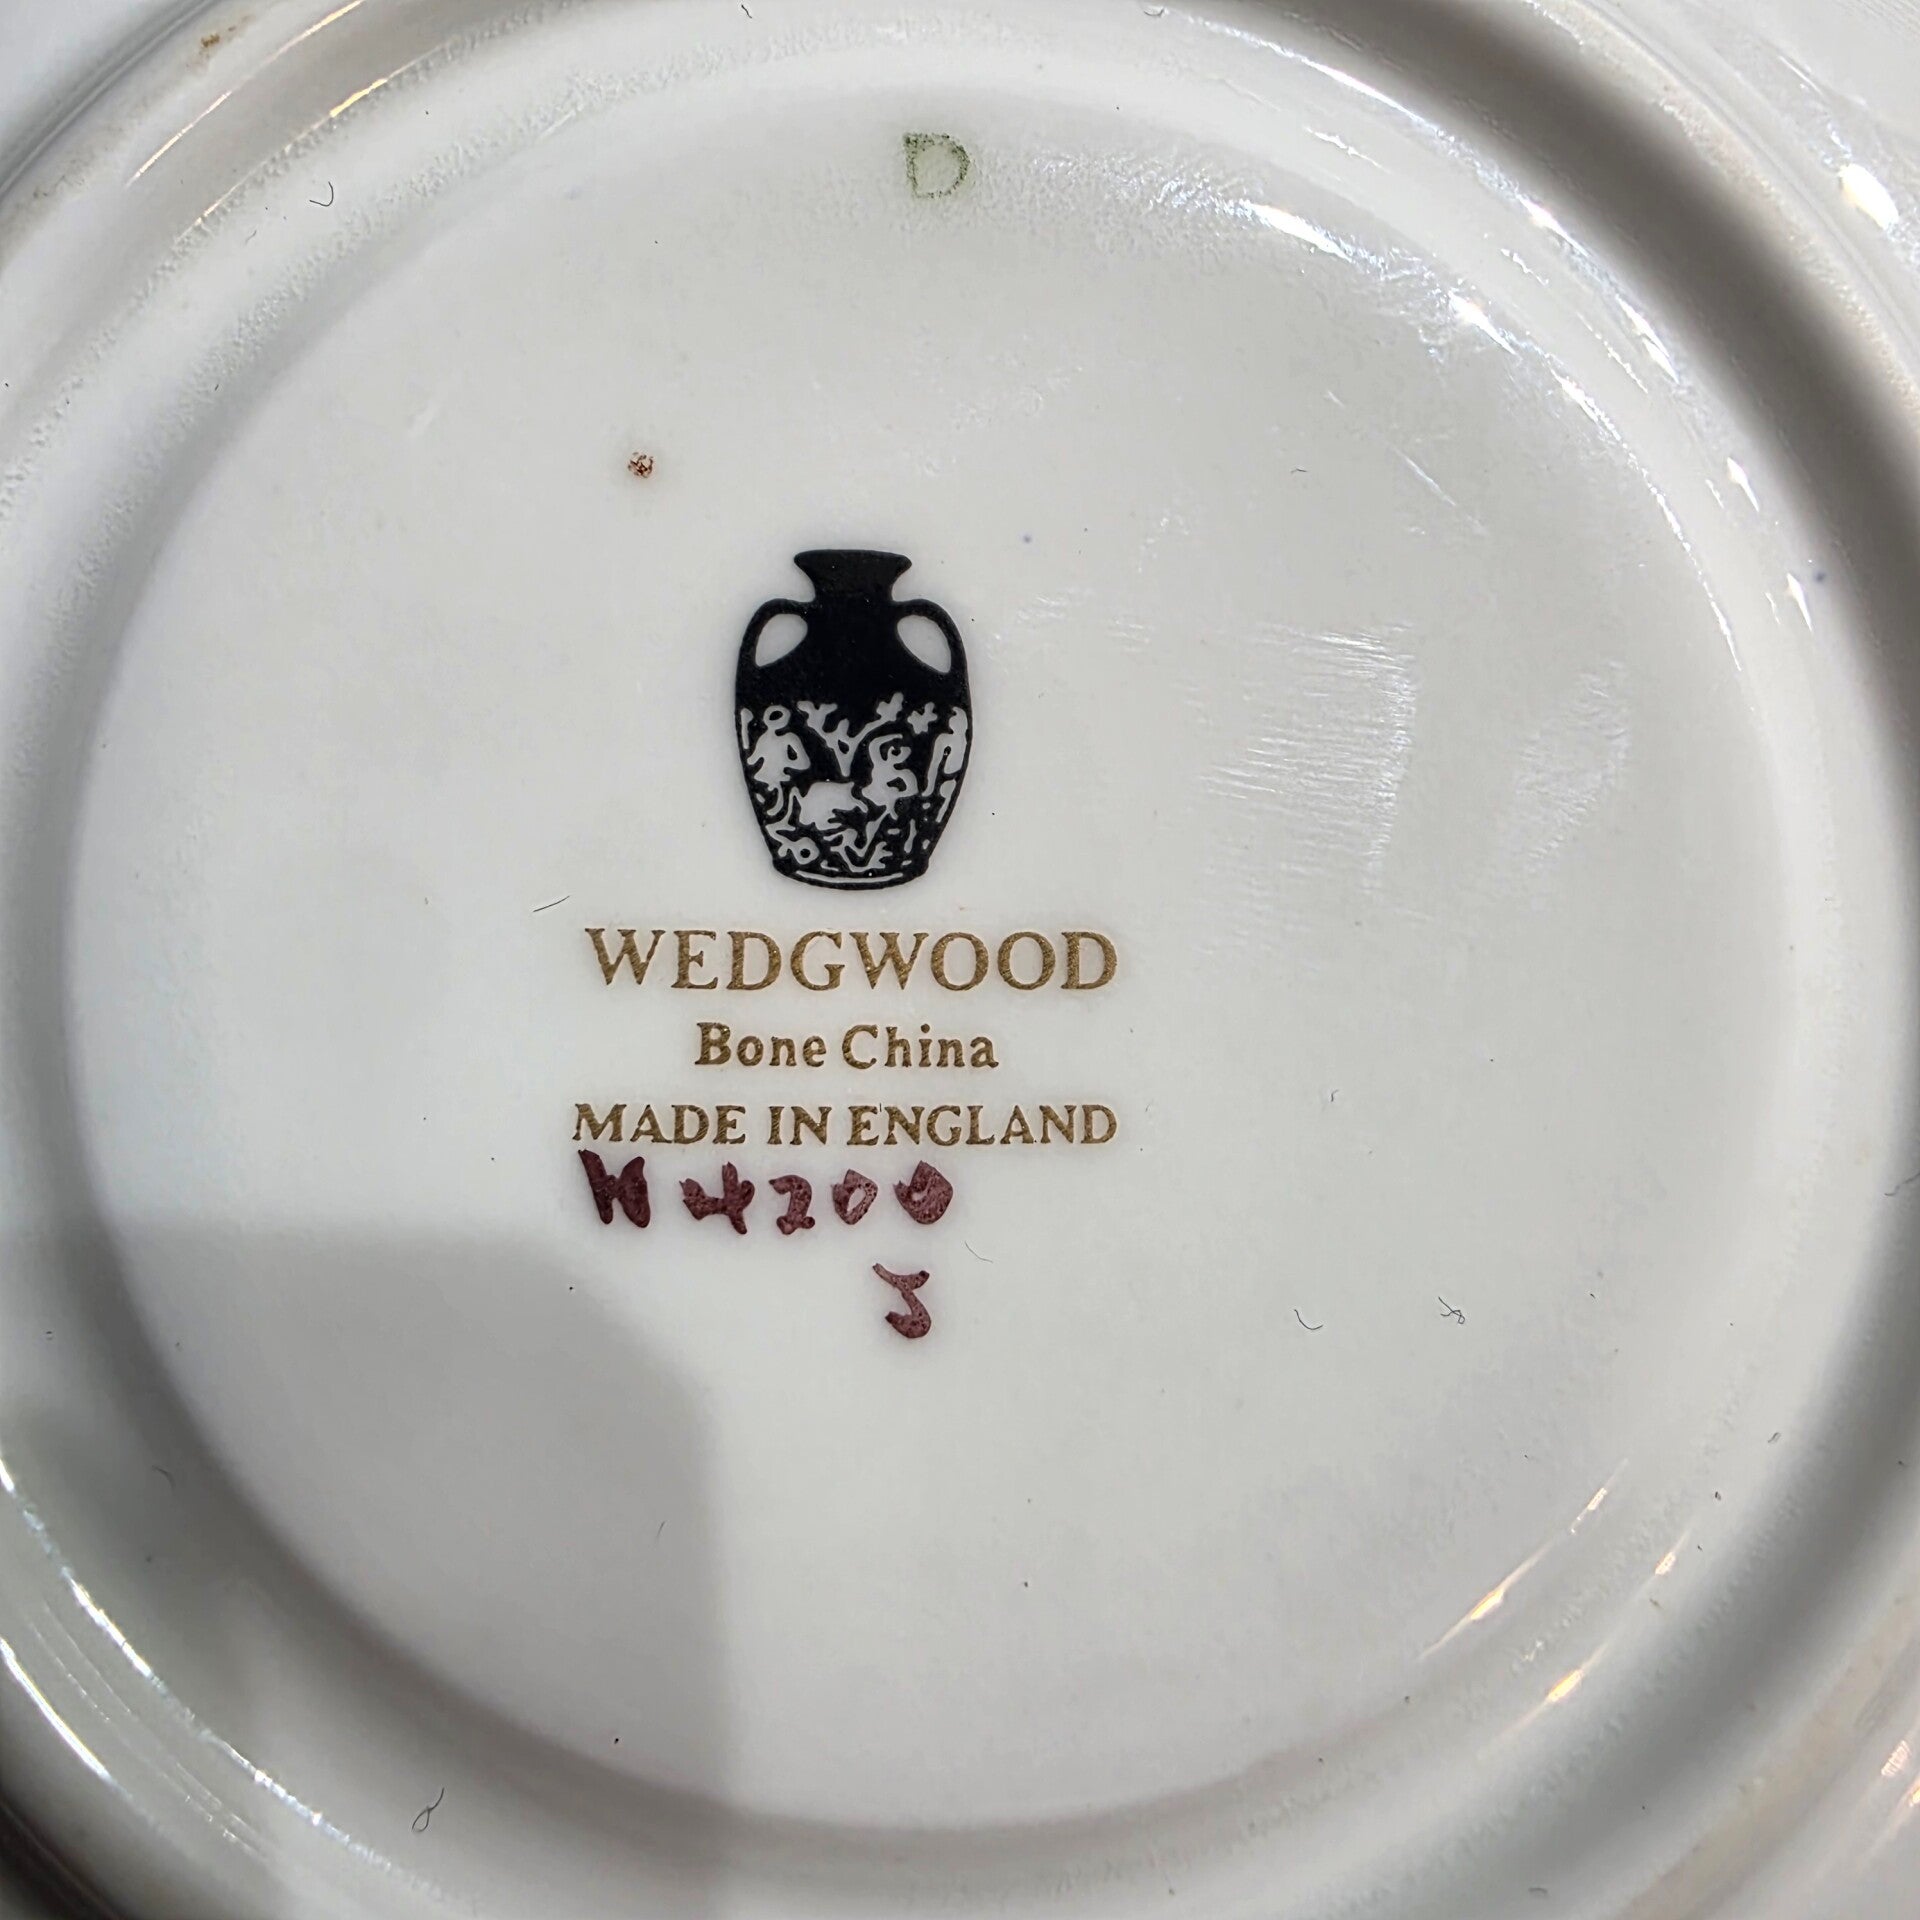 D
WEDGWOOD
Bone China
MADE IN ENGLAND
W4200
J